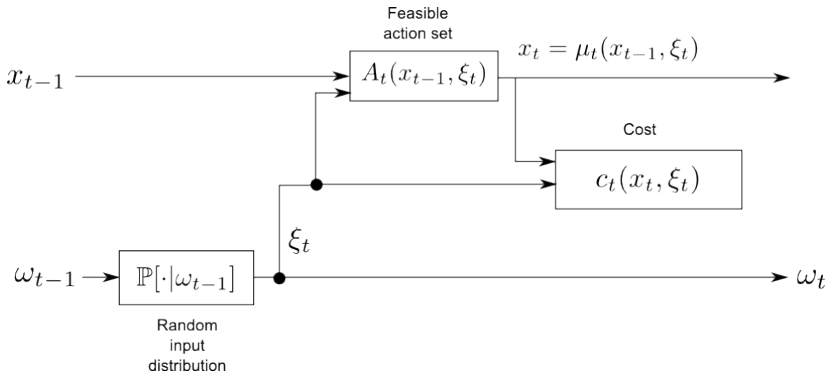 Feasible
action set
x_{t-1}
A_t(x_{t-1}, ξ_t)
x_t = μ_t(x_{t-1}, ξ_t)
Cost
c_t(x_t, ξ_t)
ξ_t
ω_{t-1}
ℙ[·|ω_{t-1}]
ω_t
Random
input
distribution